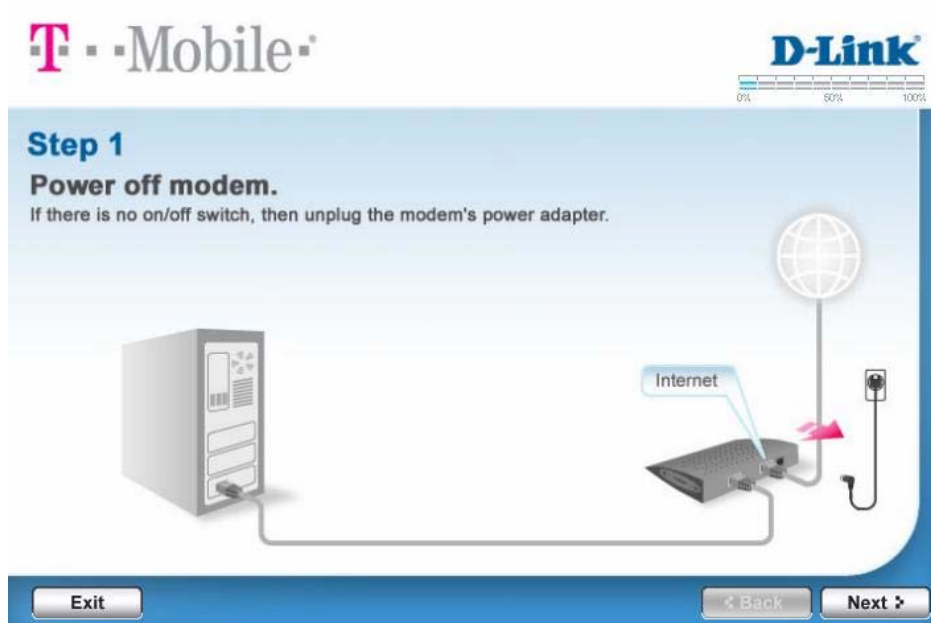 T··Mobile·®
D-Link®
0% 50% 100%
Step 1
Power off modem.
If there is no on/off switch, then unplug the modem's power adapter.
Internet
Exit
< Back
Next >